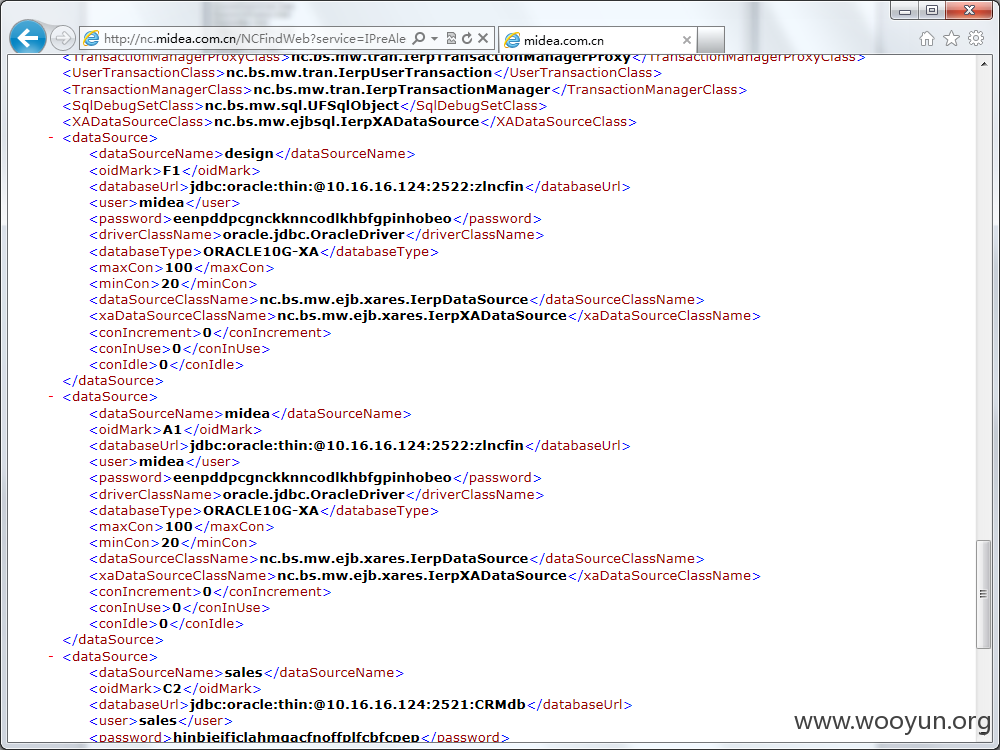 http://nc.midea.com.cn/NCFindWeb?service=IPreAle
midea.com.cn
<TransactionManagerProxyClass>nc.bs.mw.tran.IerpTransactionManagerProxy</TransactionManagerProxyClass>
<UserTransactionClass>nc.bs.mw.tran.IerpUserTransaction</UserTransactionClass>
<TransactionManagerClass>nc.bs.mw.tran.IerpTransactionManager</TransactionManagerClass>
<SqlDebugSetClass>nc.bs.mw.sql.UFSqlObject</SqlDebugSetClass>
<XADataSourceClass>nc.bs.mw.ejbsql.IerpXADataSource</XADataSourceClass>
- <dataSource>
<dataSourceName>design</dataSourceName>
<oidMark>F1</oidMark>
<databaseUrl>jdbc:oracle:thin:@10.16.16.124:2522:zlncfin</databaseUrl>
<user>midea</user>
<password>eenpddpcgnckknncodlkhbfgpinhobeo</password>
<driverClassName>oracle.jdbc.OracleDriver</driverClassName>
<databaseType>ORACLE10G-XA</databaseType>
<maxCon>100</maxCon>
<minCon>20</minCon>
<dataSourceClassName>nc.bs.mw.ejb.xares.IerpDataSource</dataSourceClassName>
<xaDataSourceClassName>nc.bs.mw.ejb.xares.IerpXADataSource</xaDataSourceClassName>
<conIncrement>0</conIncrement>
<conInUse>0</conInUse>
<conIdle>0</conIdle>
</dataSource>
- <dataSource>
<dataSourceName>midea</dataSourceName>
<oidMark>A1</oidMark>
<databaseUrl>jdbc:oracle:thin:@10.16.16.124:2522:zlncfin</databaseUrl>
<user>midea</user>
<password>eenpddpcgnckknncodlkhbfgpinhobeo</password>
<driverClassName>oracle.jdbc.OracleDriver</driverClassName>
<databaseType>ORACLE10G-XA</databaseType>
<maxCon>100</maxCon>
<minCon>20</minCon>
<dataSourceClassName>nc.bs.mw.ejb.xares.IerpDataSource</dataSourceClassName>
<xaDataSourceClassName>nc.bs.mw.ejb.xares.IerpXADataSource</xaDataSourceClassName>
<conIncrement>0</conIncrement>
<conInUse>0</conInUse>
<conIdle>0</conIdle>
</dataSource>
- <dataSource>
<dataSourceName>sales</dataSourceName>
<oidMark>C2</oidMark>
<databaseUrl>jdbc:oracle:thin:@10.16.16.124:2521:CRMdb</databaseUrl>
<user>sales</user>
www.wooyun.org